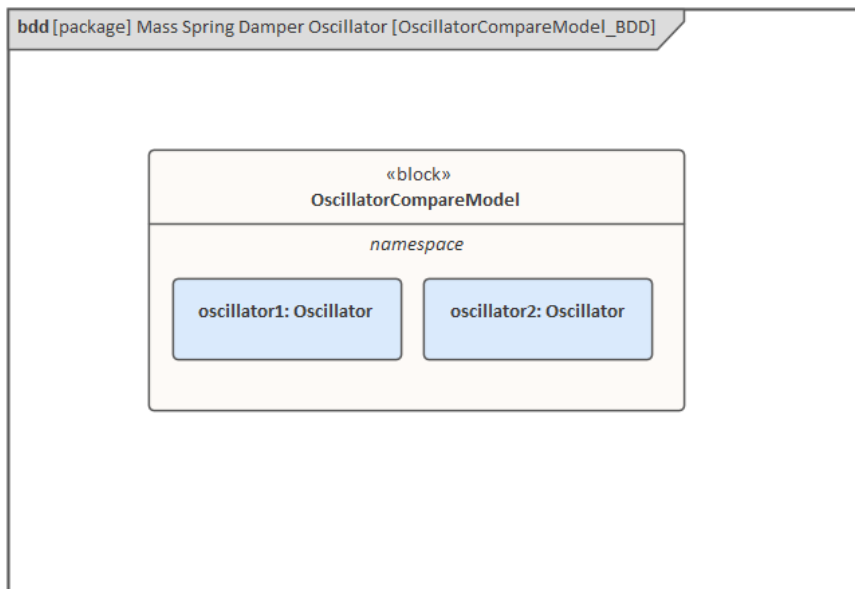 bdd [package] Mass Spring Damper Oscillator [OscillatorCompareModel_BDD]
«block»
OscillatorCompareModel
namespace
oscillator1: Oscillator
oscillator2: Oscillator